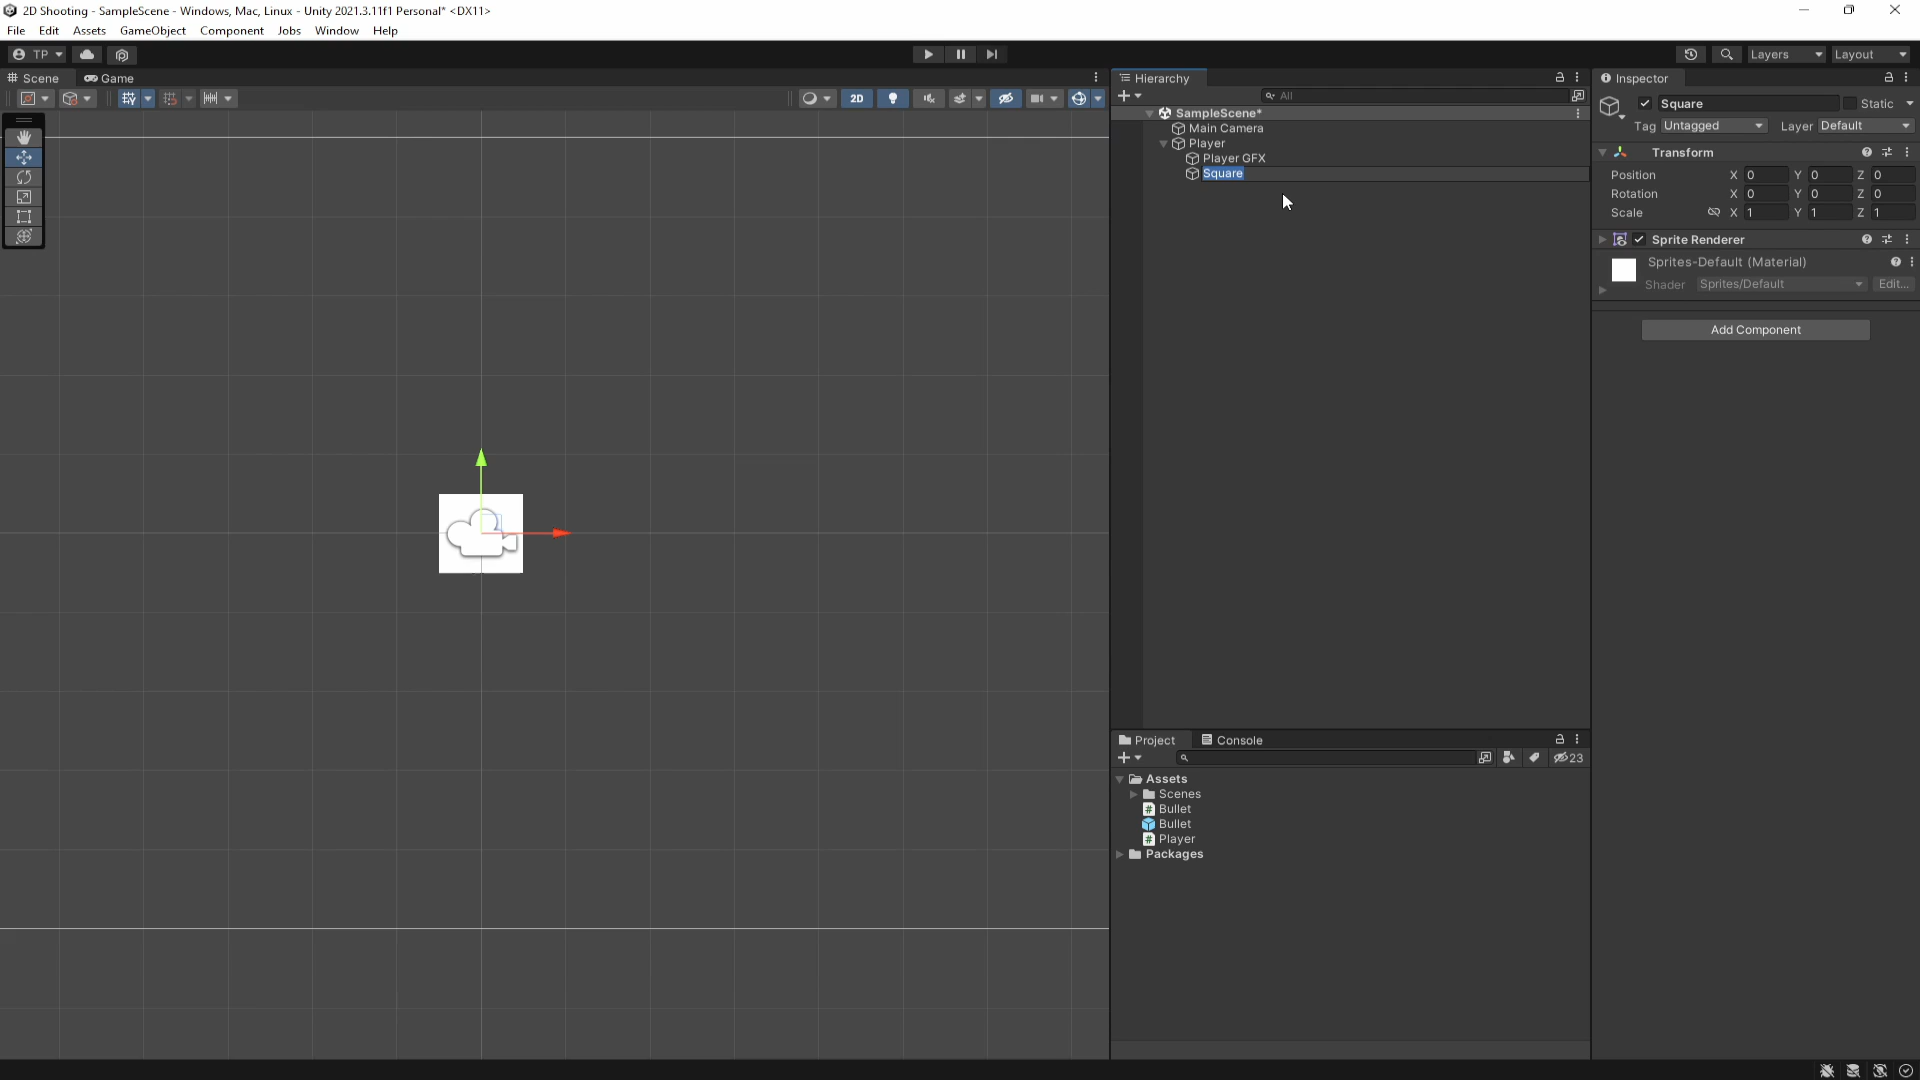 2D Shooting - SampleScene - Windows, Mac, Linux - Unity 2021.3.11f1 Personal* <DX11>
File Edit Assets GameObject Component Jobs Window Help
TP Layers Layout
Scene Game
2D
Hierarchy
All
SampleScene*
Main Camera
Player
Player GFX
Square
Project Console
23
Assets
Scenes
Bullet
Bullet
Player
Packages
Inspector
Square Static
Tag Untagged Layer Default
Transform
Position X 0 Y 0 Z 0
Rotation X 0 Y 0 Z 0
Scale X 1 Y 1 Z 1
Sprite Renderer
Sprites-Default (Material)
Shader Sprites/Default Edit...
Add Component